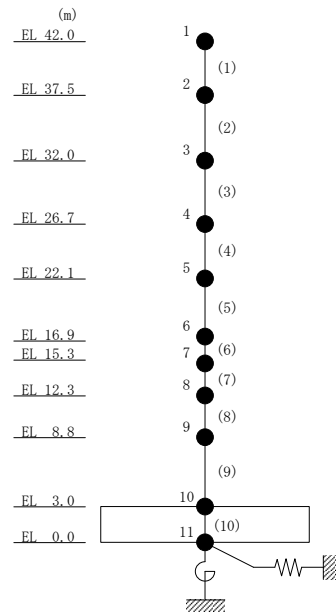 (m)
EL 42.0
1
(1)
EL 37.5
2
(2)
EL 32.0
3
(3)
EL 26.7
4
(4)
EL 22.1
5
(5)
EL 16.9
6
(6)
EL 15.3
7
(7)
EL 12.3
8
(8)
EL 8.8
9
(9)
EL 3.0
10
(10)
EL 0.0
11